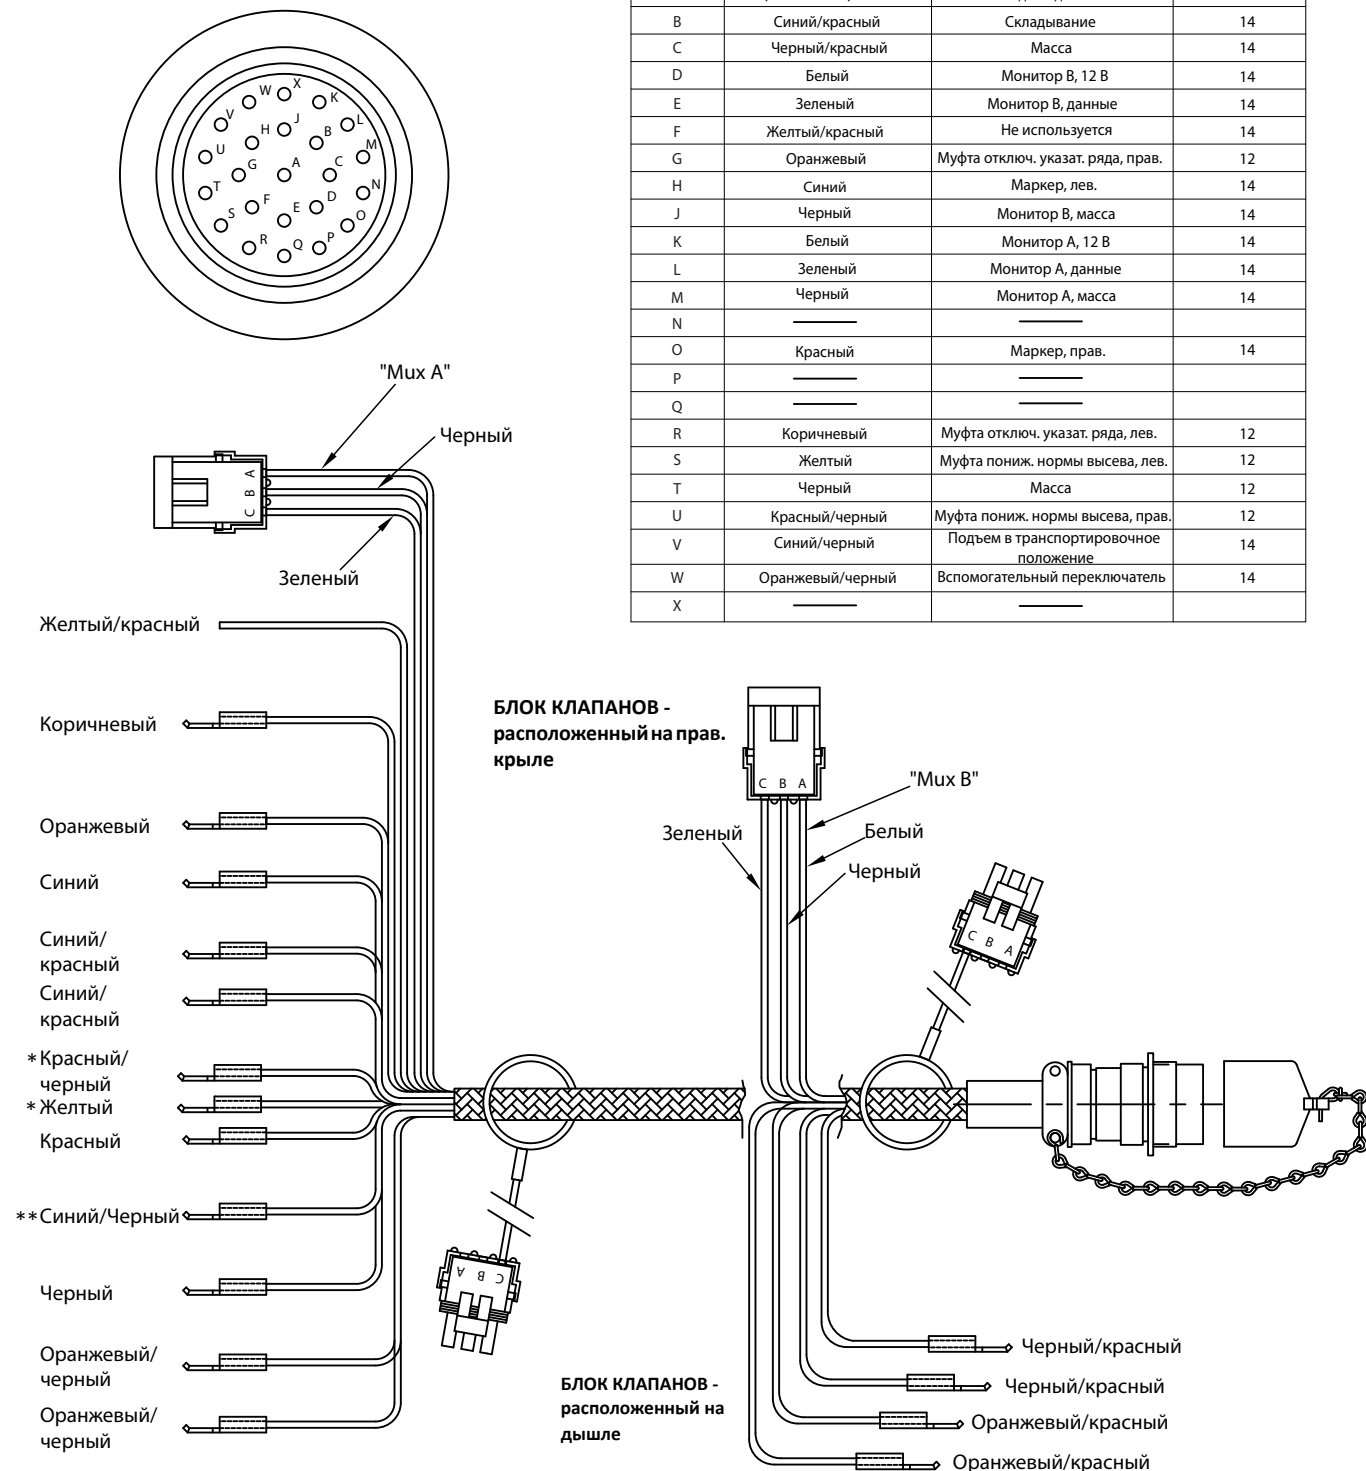 B Синий/красный Складывание 14
C Черный/красный Масса 14
D Белый Монитор B, 12 В 14
E Зеленый Монитор B, данные 14
F Желтый/красный Не используется 14
G Оранжевый Муфта отключ. указат. ряда, прав. 12
H Синий Маркер, лев. 14
J Черный Монитор B, масса 14
K Белый Монитор A, 12 В 14
L Зеленый Монитор A, данные 14
M Черный Монитор A, масса 14
N
O Красный Маркер, прав. 14
P
Q
R Коричневый Муфта отключ. указат. ряда, лев. 12
S Желтый Муфта пониж. нормы высева, лев. 12
T Черный Масса 12
U Красный/черный Муфта пониж. нормы высева, прав. 12
V Синий/черный Подъем в транспортировочное положение 14
W Оранжевый/черный Вспомогательный переключатель 14
X
X
W K
V J L
H B
U M
G A C
T N
F D
S E O
R Q P
"Mux A"
Черный
A
B
C
Зеленый
Желтый/красный
Коричневый
Оранжевый
Синий
Синий/
красный
Синий/
красный
*Красный/
черный
*Желтый
Красный
**Синий/Черный
Черный
Оранжевый/
черный
Оранжевый/
черный
БЛОК КЛАПАНОВ -
расположенный на прав.
крыле
C B A
"Mux B"
Зеленый
Белый
Черный
C B A
A B C
БЛОК КЛАПАНОВ -
расположенный на
дышле
Черный/красный
Черный/красный
Оранжевый/красный
Оранжевый/красный